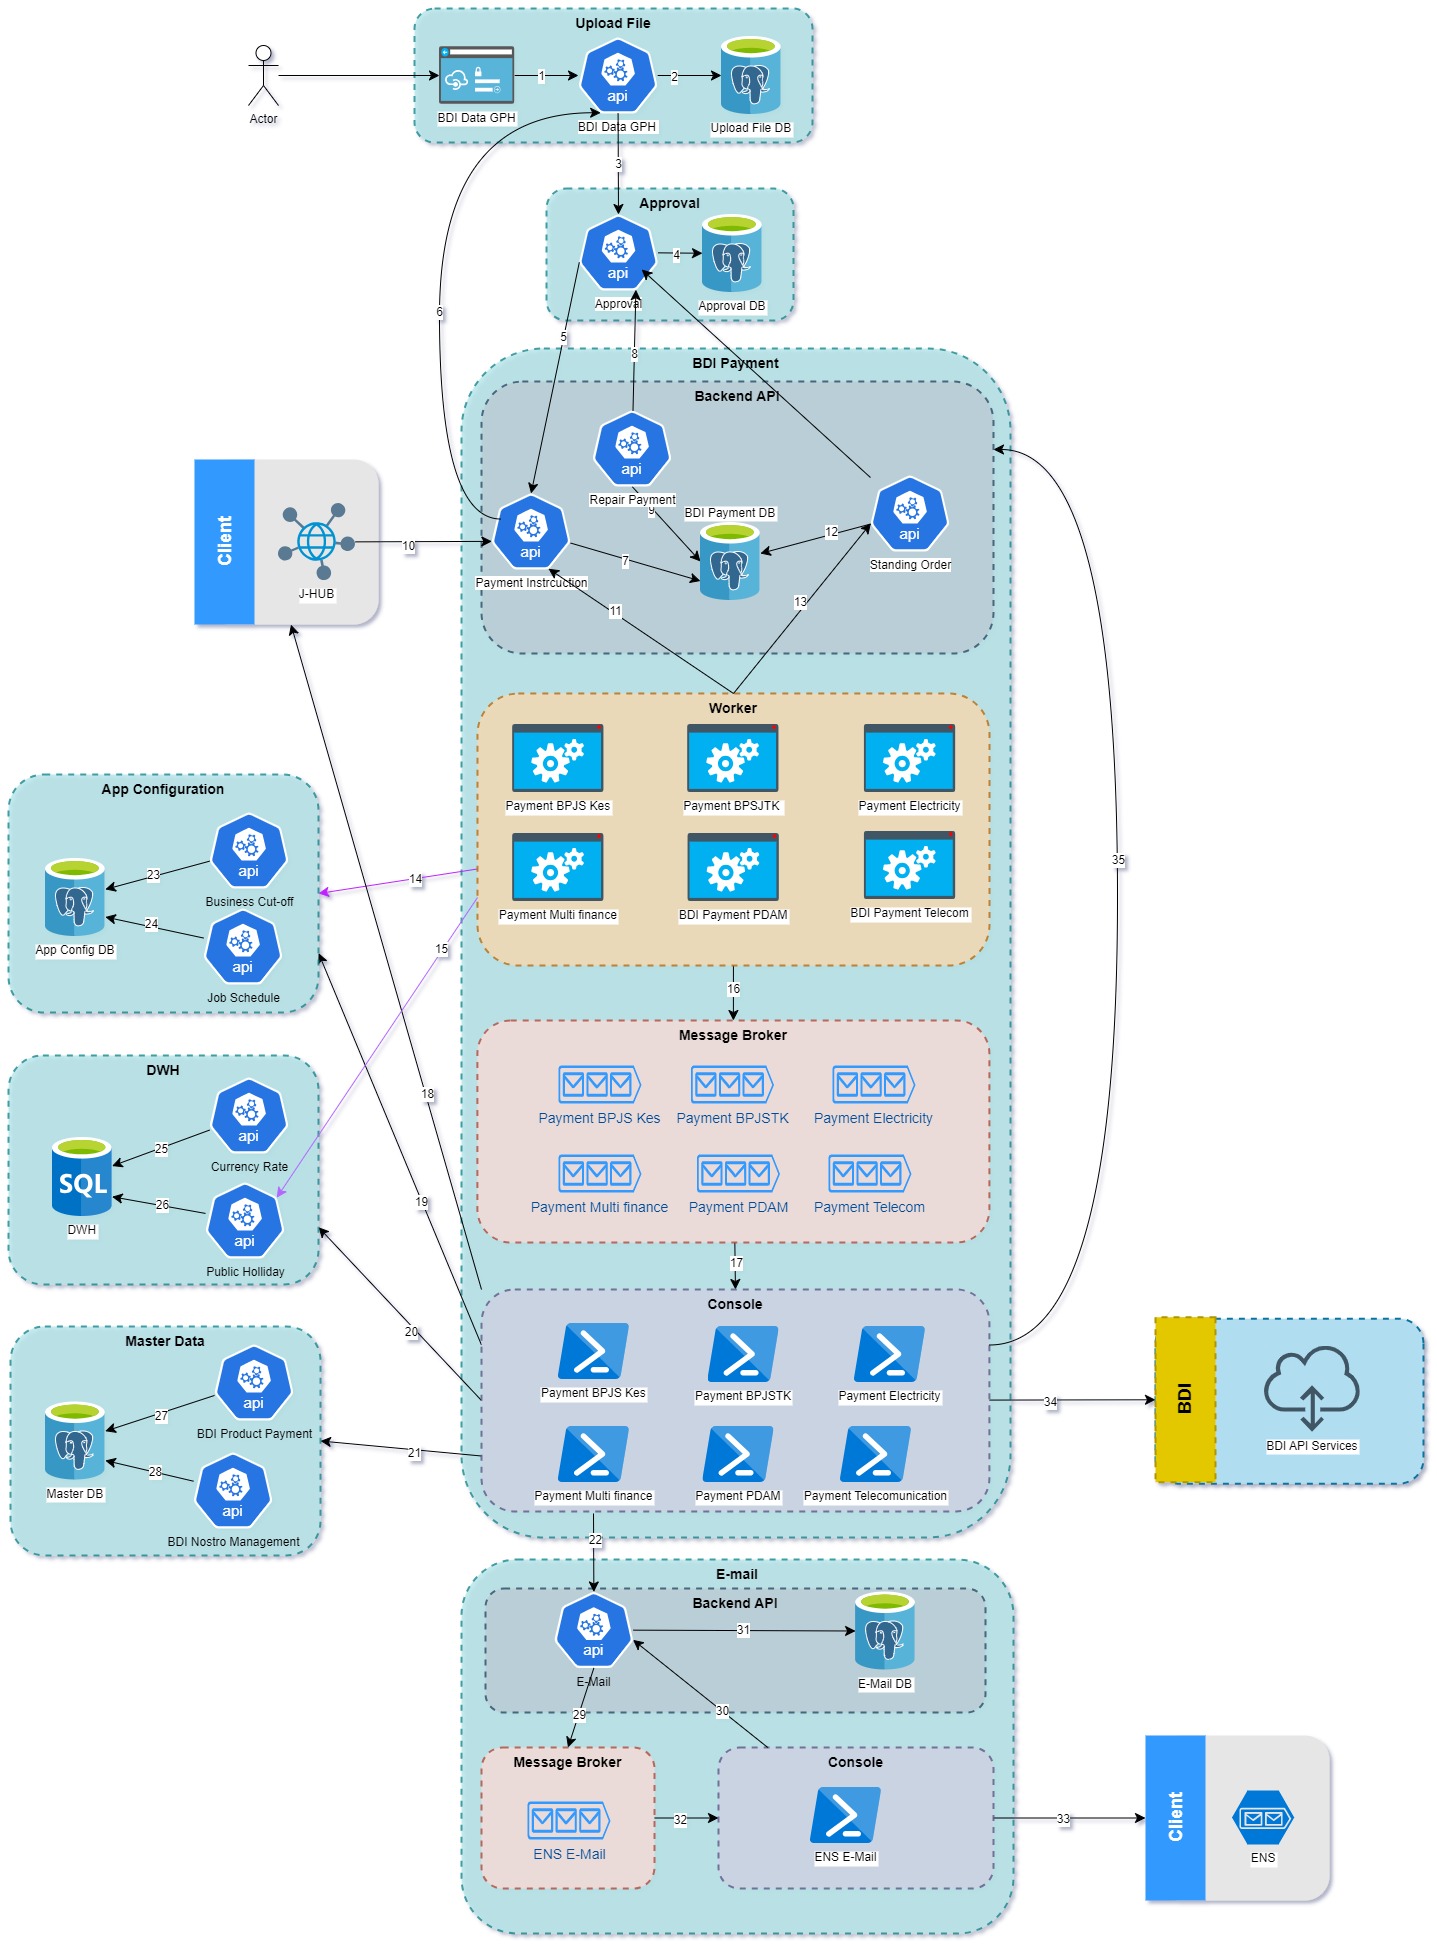 Upload File
BDI Data GPH
1
api
BDI Data GPH
2
Upload File DB
Actor
3
Approval
api
Approval
4
Approval DB
5
6
8
BDI Payment
Backend API
api
Repair Payment
9
BDI Payment DB
api
Standing Order
12
api
Payment Instrcuction
7
11
13
Client
J-HUB
10
Worker
Payment BPJS Kes
Payment BPSJTK
Payment Electricity
Payment Multi finance
BDI Payment PDAM
BDI Payment Telecom
14
15
16
35
App Configuration
api
Business Cut-off
23
24
App Config DB
api
Job Schedule
Message Broker
Payment BPJS Kes
Payment BPJSTK
Payment Electricity
Payment Multi finance
Payment PDAM
Payment Telecom
17
18
19
20
21
DWH
api
Currency Rate
25
26
SQL
DWH
api
Public Holliday
Console
Payment BPJS Kes
Payment BPJSTK
Payment Electricity
Payment Multi finance
Payment PDAM
Payment Telecomunication
34
BDI
BDI API Services
Master Data
api
BDI Product Payment
27
28
Master DB
api
BDI Nostro Management
22
E-mail
Backend API
api
E-Mail
31
E-Mail DB
29
30
Message Broker
ENS E-Mail
32
Console
ENS E-Mail
33
Client
ENS